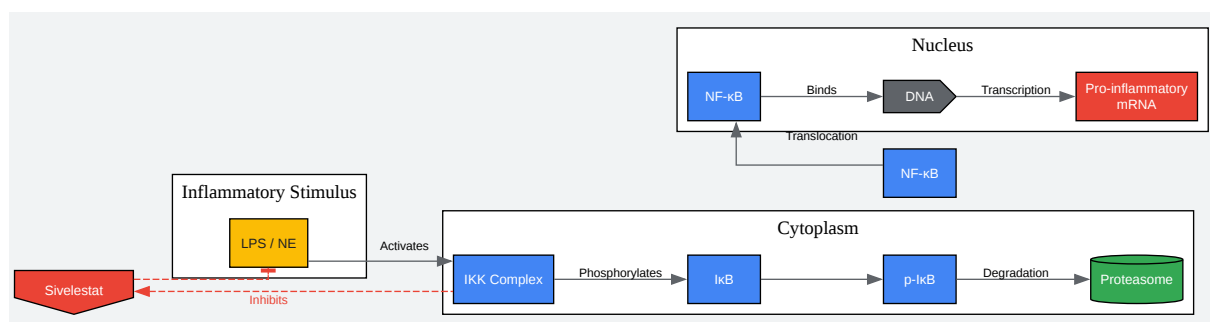 Nucleus
NF-κB
Binds
DNA
Transcription
Pro-inflammatory
mRNA
Translocation
NF-κB
Inflammatory Stimulus
LPS / NE
Activates
Cytoplasm
IKK Complex
Phosphorylates
IκB
p-IκB
Degradation
Proteasome
Sivelestat
Inhibits